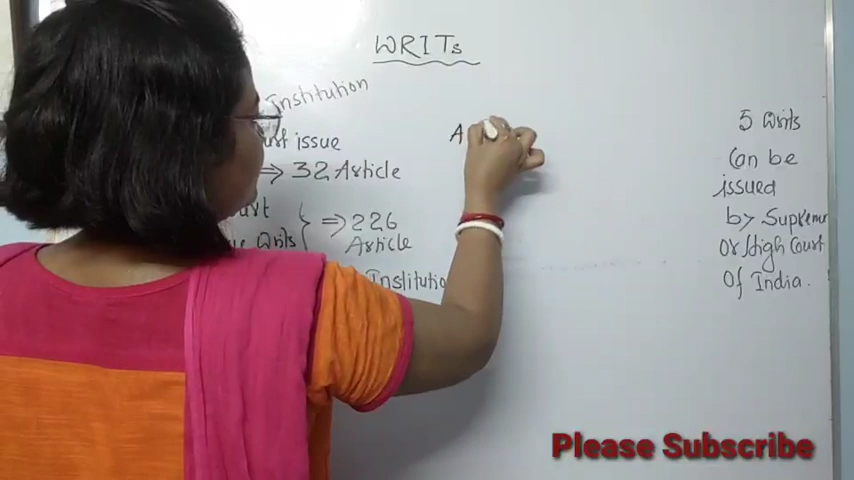 WRITs
Institution
issue
⇒ 32 Article
⇒ 226
Article
Writs
Institution
A
5 Writs
Can be
issued
by Supreme
Or High Court
Of India.
Please Subscribe